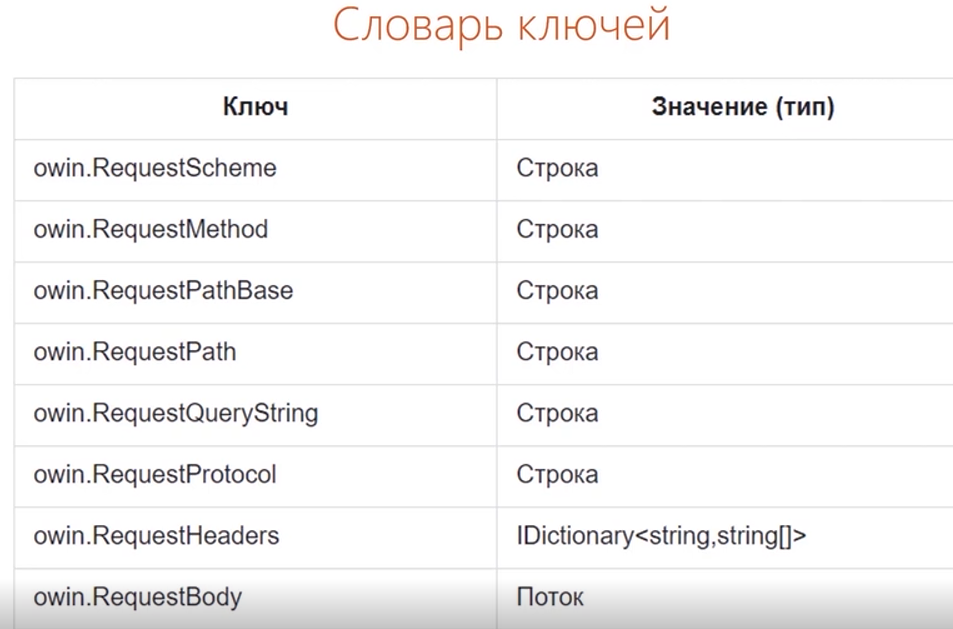 Словарь ключей
Ключ Значение (тип)
owin.RequestScheme Строка
owin.RequestMethod Строка
owin.RequestPathBase Строка
owin.RequestPath Строка
owin.RequestQueryString Строка
owin.RequestProtocol Строка
owin.RequestHeaders IDictionary<string,string[]>
owin.RequestBody Поток